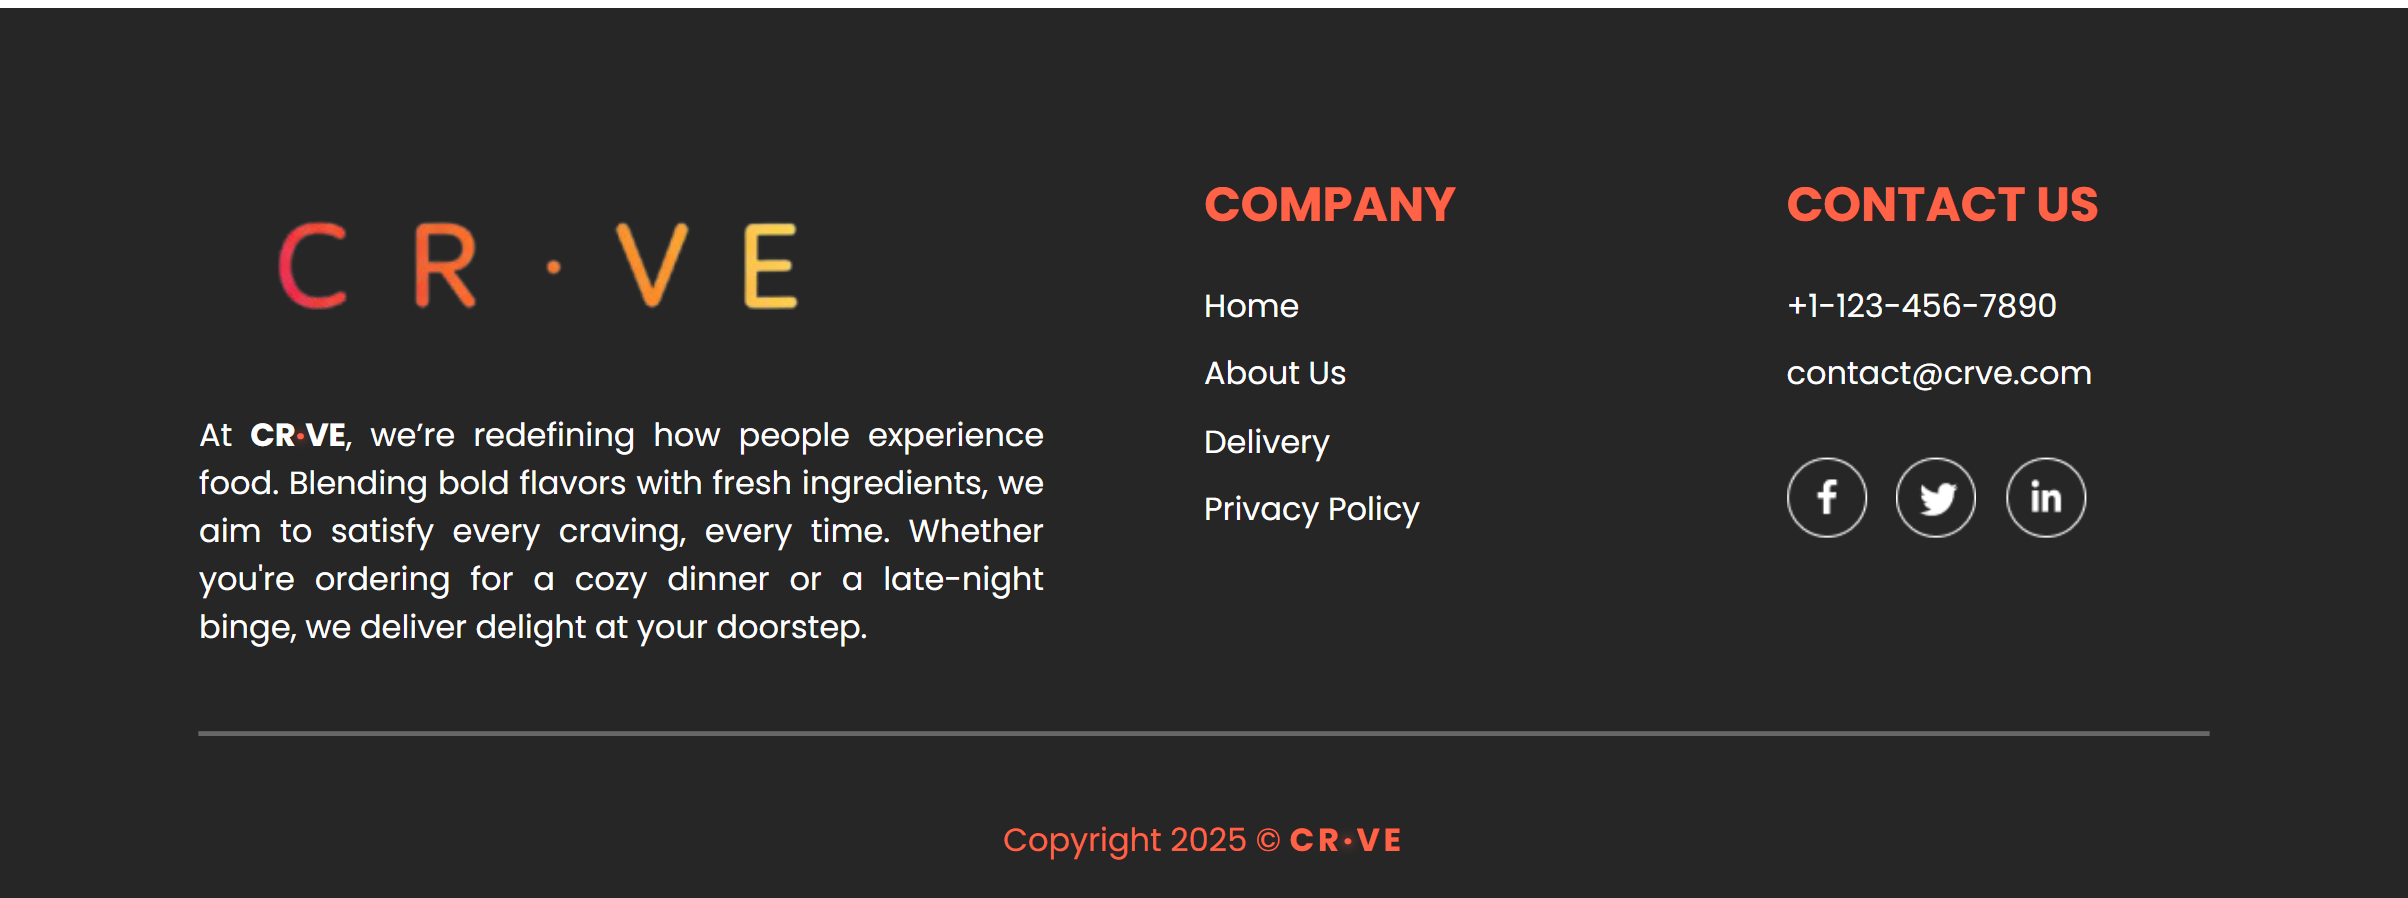 CR·VE
At CR·VE, we’re redefining how people experience
food. Blending bold flavors with fresh ingredients, we
aim to satisfy every craving, every time. Whether
you're ordering for a cozy dinner or a late-night
binge, we deliver delight at your doorstep.
COMPANY
Home
About Us
Delivery
Privacy Policy
CONTACT US
+1-123-456-7890
contact@crve.com
f
in
Copyright 2025 © CR·VE